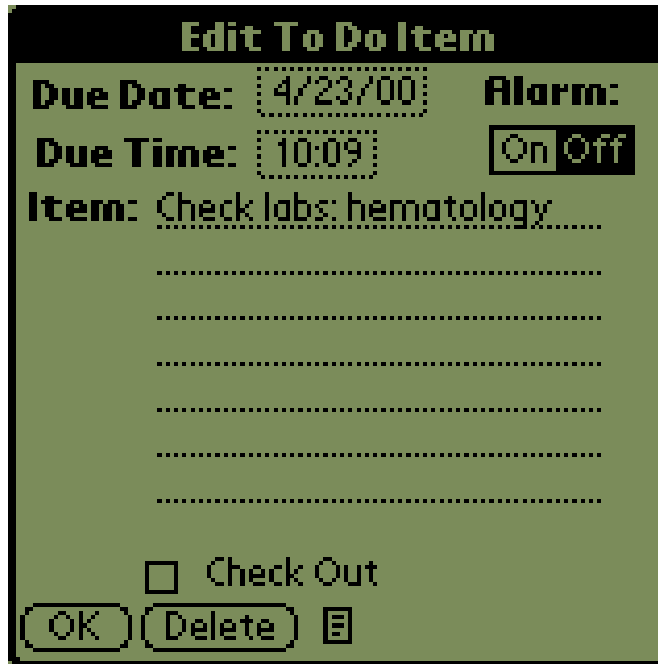 Edit To Do Item
Due Date: 4/23/00 Alarm:
Due Time: 10:09 On Off
Item: Check labs: hematology
Check Out
OK Delete